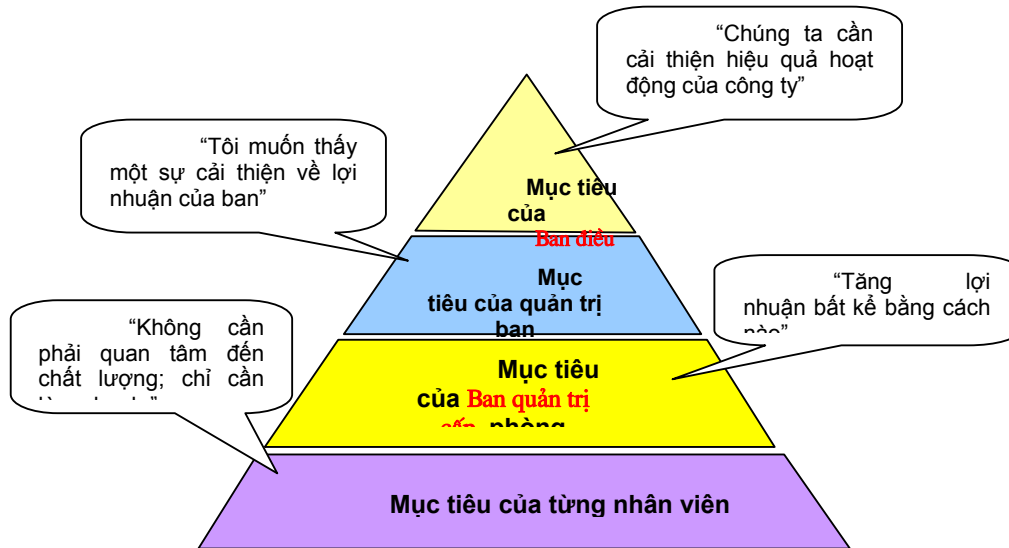 “Chúng ta cần
cải thiện hiệu quả hoạt
động của công ty”
“Tôi muốn thấy
một sự cải thiện về lợi
nhuận của ban”
Mục tiêu
của
Ban điều
“Tăng lợi
nhuận bất kể bằng cách
nào”
Mục
tiêu của quản trị
ban
“Không cần
phải quan tâm đến
chất lượng; chỉ cần
Mục tiêu
của Ban quản trị
cấp phòng
Mục tiêu của từng nhân viên